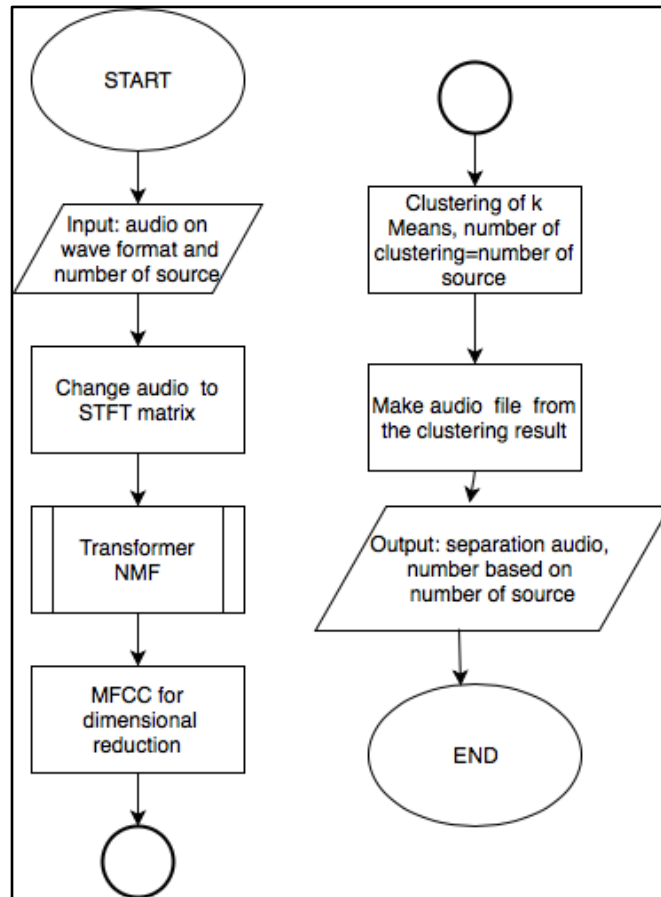 START
Input: audio on
wave format and
number of source
Change audio to
STFT matrix
Transformer
NMF
MFCC for
dimensional
reduction
Clustering of k
Means, number of
clustering=number of
source
Make audio file from
the clustering result
Output: separation audio,
number based on
number of source
END